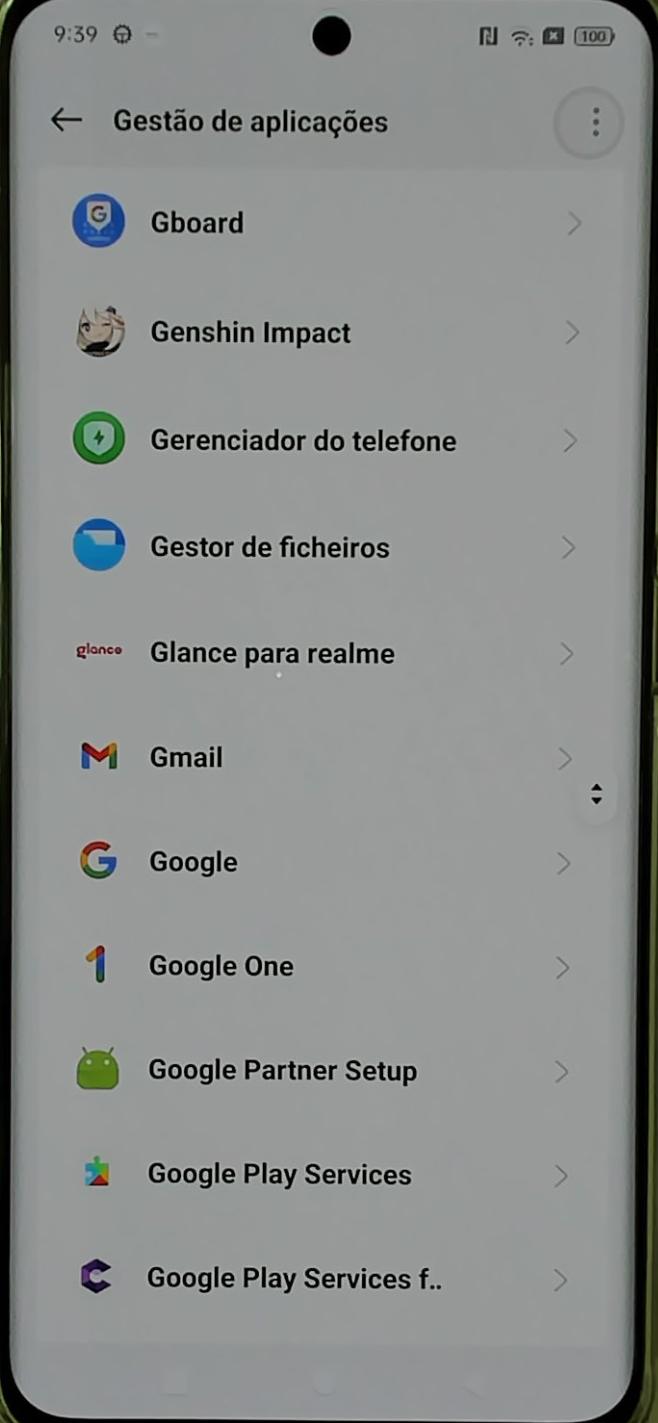 9:39
100
Gestão de aplicações
Gboard
Genshin Impact
Gerenciador do telefone
Gestor de ficheiros
glance
Glance para realme
Gmail
Google
Google One
Google Partner Setup
Google Play Services
Google Play Services f..